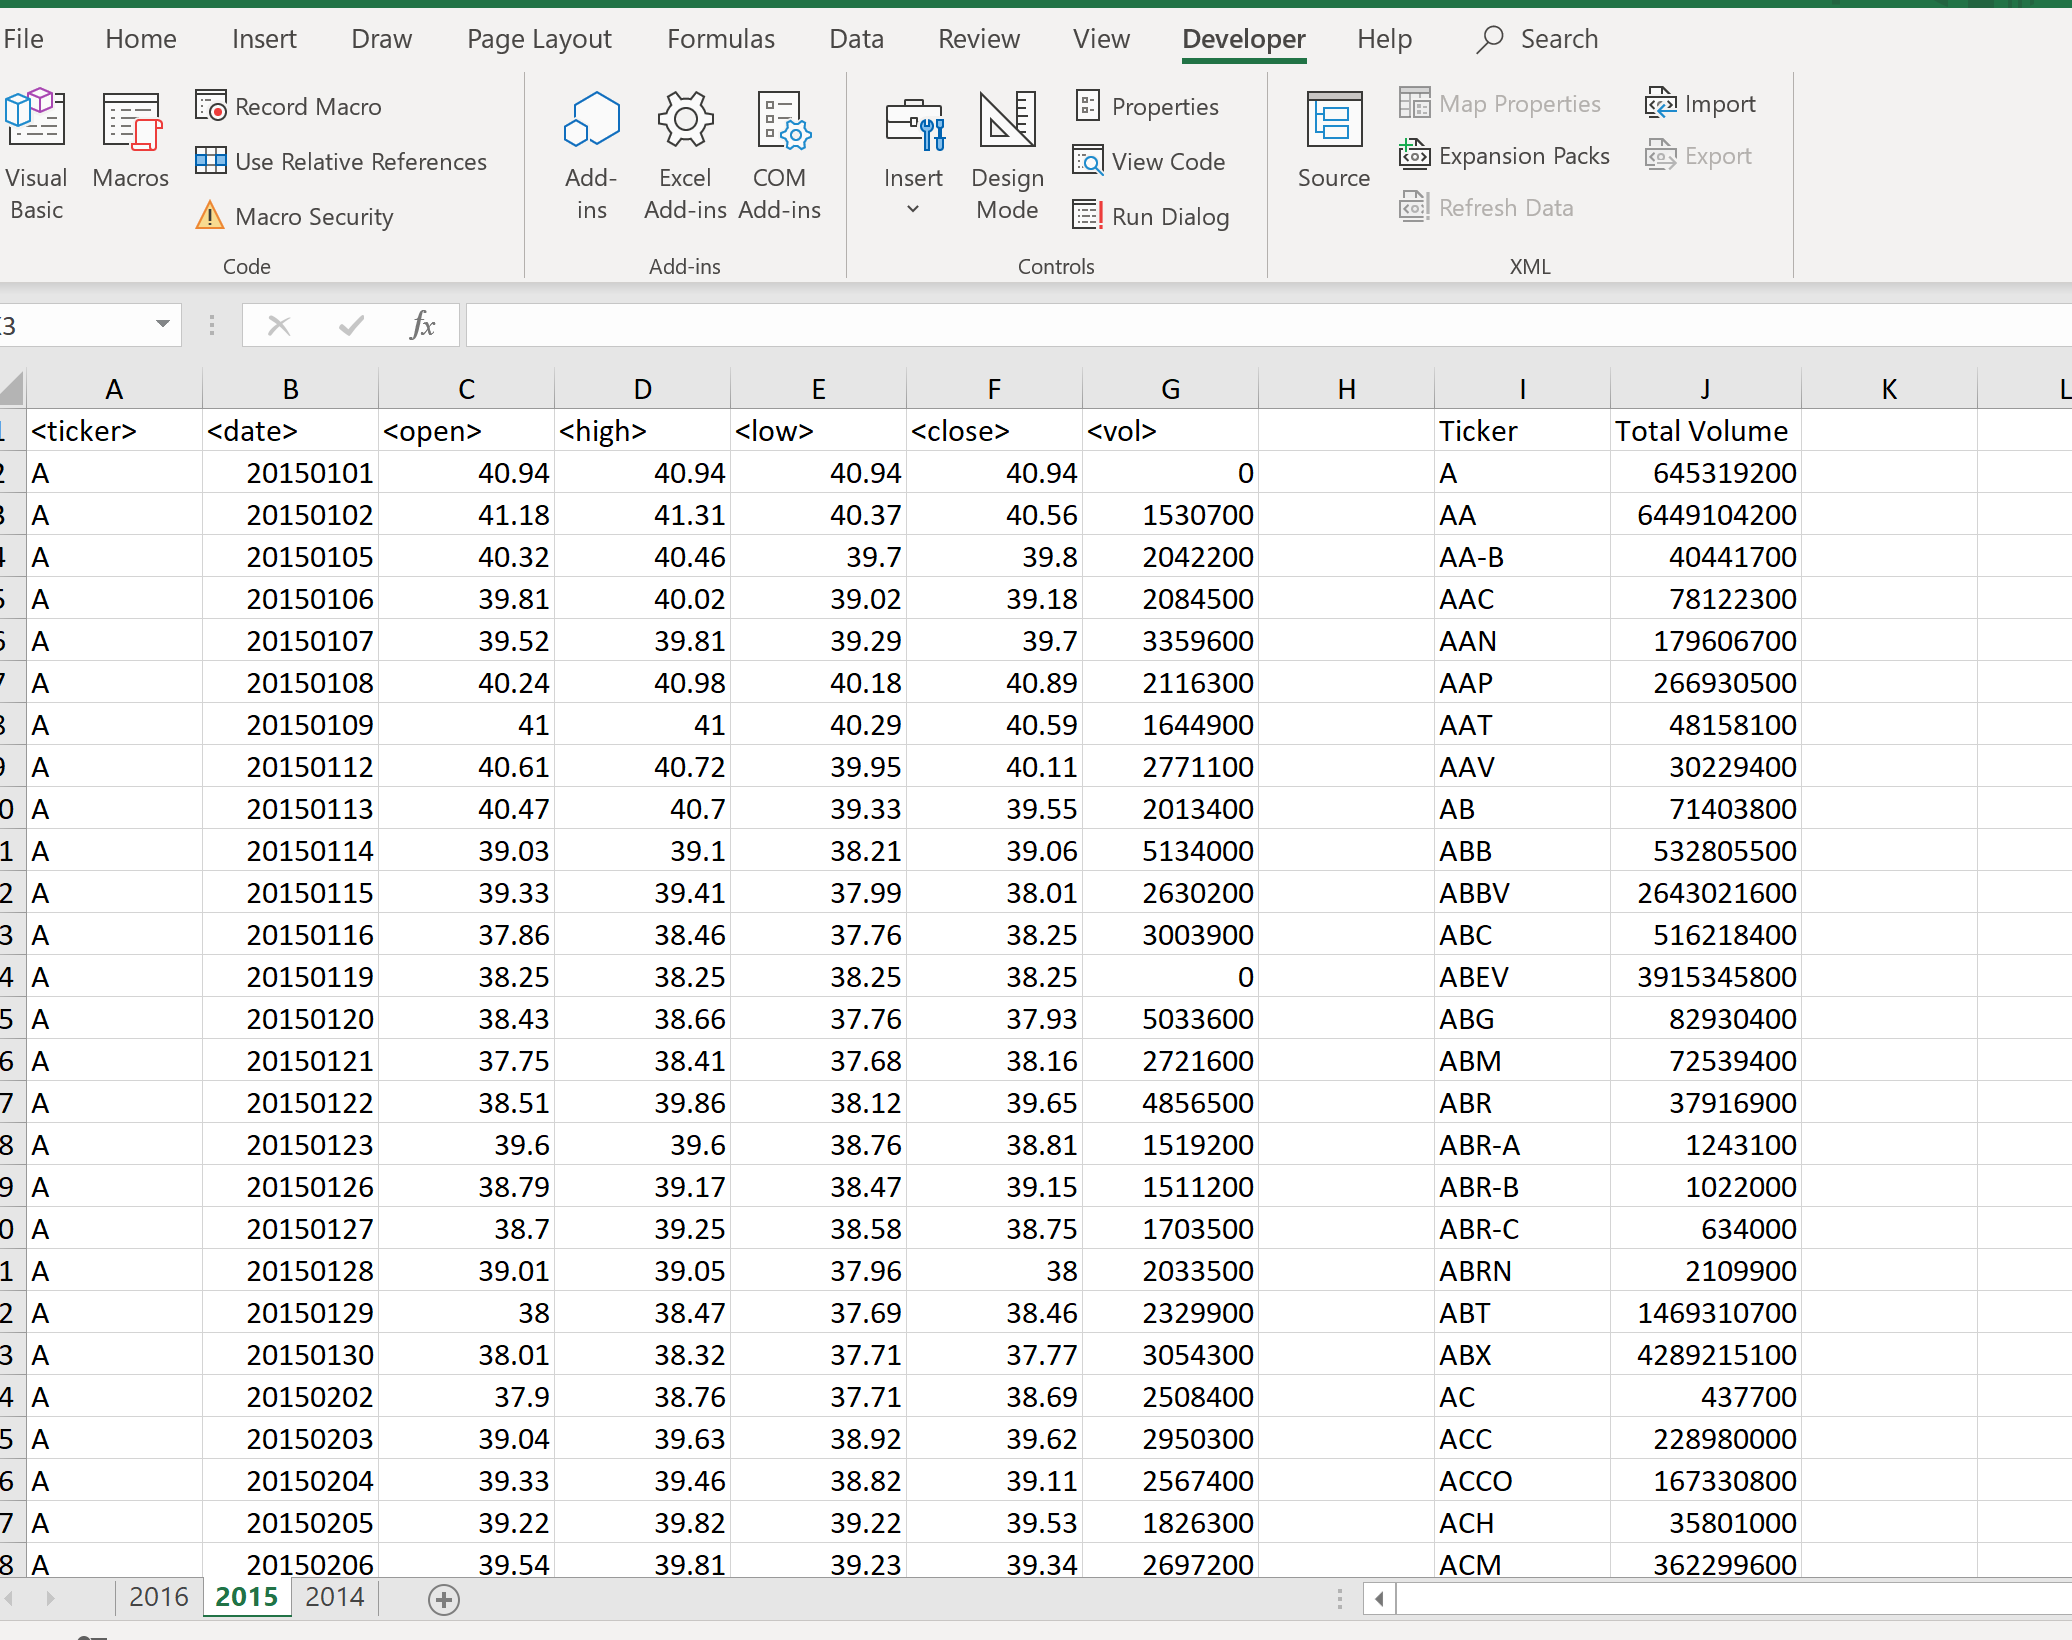 File Home Insert Draw Page Layout Formulas Data Review View Developer Help Search
Visual Basic
Macros
Record Macro
Use Relative References
Macro Security
Code
Add-ins
Excel Add-ins
COM Add-ins
Add-ins
Insert
Design Mode
Properties
View Code
Run Dialog
Controls
Source
Map Properties
Expansion Packs
Refresh Data
Import
Export
XML
3 fx
A B C D E F G H I J K L
1 <ticker> <date> <open> <high> <low> <close> <vol> Ticker Total Volume
2 A 20150101 40.94 40.94 40.94 40.94 0 A 645319200
3 A 20150102 41.18 41.31 40.37 40.56 1530700 AA 6449104200
4 A 20150105 40.32 40.46 39.7 39.8 2042200 AA-B 40441700
5 A 20150106 39.81 40.02 39.02 39.18 2084500 AAC 78122300
6 A 20150107 39.52 39.81 39.29 39.7 3359600 AAN 179606700
7 A 20150108 40.24 40.98 40.18 40.89 2116300 AAP 266930500
8 A 20150109 41 41 40.29 40.59 1644900 AAT 48158100
9 A 20150112 40.61 40.72 39.95 40.11 2771100 AAV 30229400
0 A 20150113 40.47 40.7 39.33 39.55 2013400 AB 71403800
1 A 20150114 39.03 39.1 38.21 39.06 5134000 ABB 532805500
2 A 20150115 39.33 39.41 37.99 38.01 2630200 ABBV 2643021600
3 A 20150116 37.86 38.46 37.76 38.25 3003900 ABC 516218400
4 A 20150119 38.25 38.25 38.25 38.25 0 ABEV 3915345800
5 A 20150120 38.43 38.66 37.76 37.93 5033600 ABG 82930400
6 A 20150121 37.75 38.41 37.68 38.16 2721600 ABM 72539400
7 A 20150122 38.51 39.86 38.12 39.65 4856500 ABR 37916900
8 A 20150123 39.6 39.6 38.76 38.81 1519200 ABR-A 1243100
9 A 20150126 38.79 39.17 38.47 39.15 1511200 ABR-B 1022000
0 A 20150127 38.7 39.25 38.58 38.75 1703500 ABR-C 634000
1 A 20150128 39.01 39.05 37.96 38 2033500 ABRN 2109900
2 A 20150129 38 38.47 37.69 38.46 2329900 ABT 1469310700
3 A 20150130 38.01 38.32 37.71 37.77 3054300 ABX 4289215100
4 A 20150202 37.9 38.76 37.71 38.69 2508400 AC 437700
5 A 20150203 39.04 39.63 38.92 39.62 2950300 ACC 228980000
6 A 20150204 39.33 39.46 38.82 39.11 2567400 ACCO 167330800
7 A 20150205 39.22 39.82 39.22 39.53 1826300 ACH 35801000
8 A 20150206 39.54 39.81 39.23 39.34 2697200 ACM 362299600
2016 2015 2014